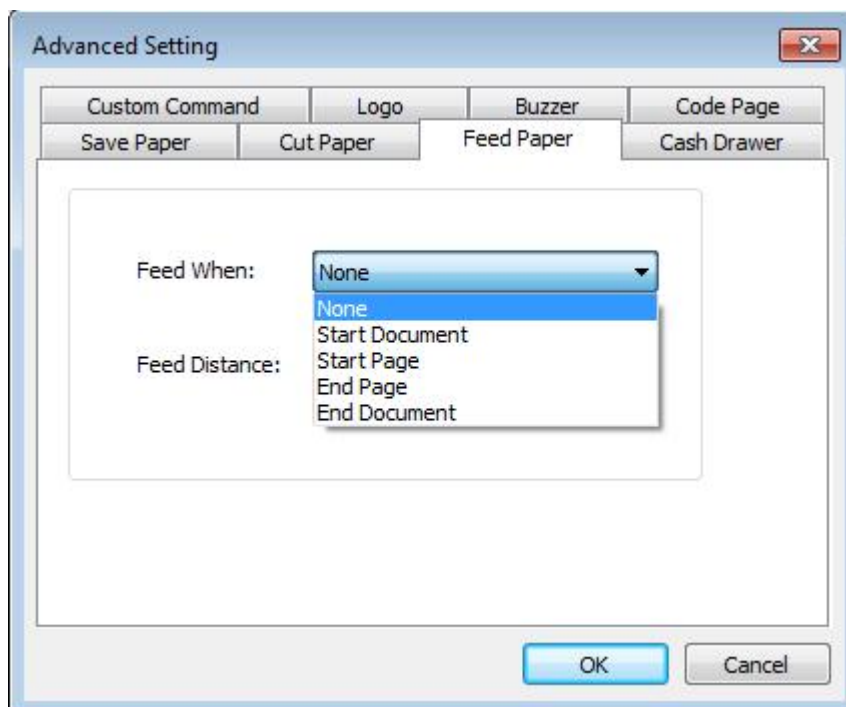 Advanced Setting
Custom Command Logo Buzzer Code Page
Save Paper Cut Paper Feed Paper Cash Drawer
Feed When: None
None
Start Document
Feed Distance: Start Page
End Page
End Document
OK Cancel